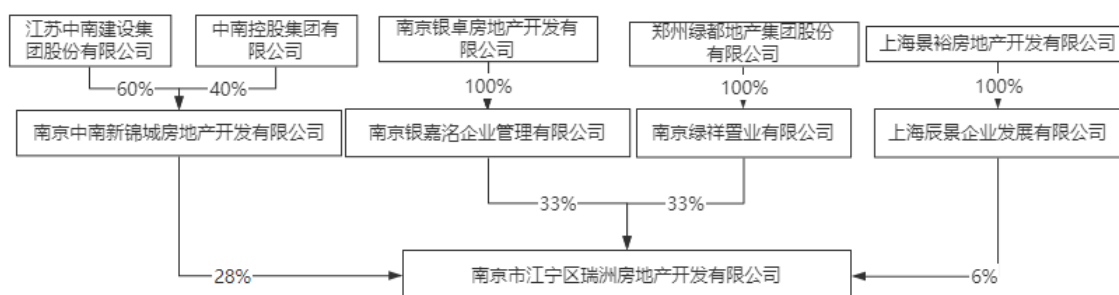 江苏中南建设集
团股份有限公司
中南控股集团有
限公司
南京银卓房地产开发有
限公司
郑州绿都地产集团股份
有限公司
上海景裕房地产开发有限公司
60%
40%
100%
100%
100%
南京中南新锦城房地产开发有限公司
南京银嘉洺企业管理有限公司
南京绿祥置业有限公司
上海辰景企业发展有限公司
33%
33%
28%
南京市江宁区瑞洲房地产开发有限公司
6%